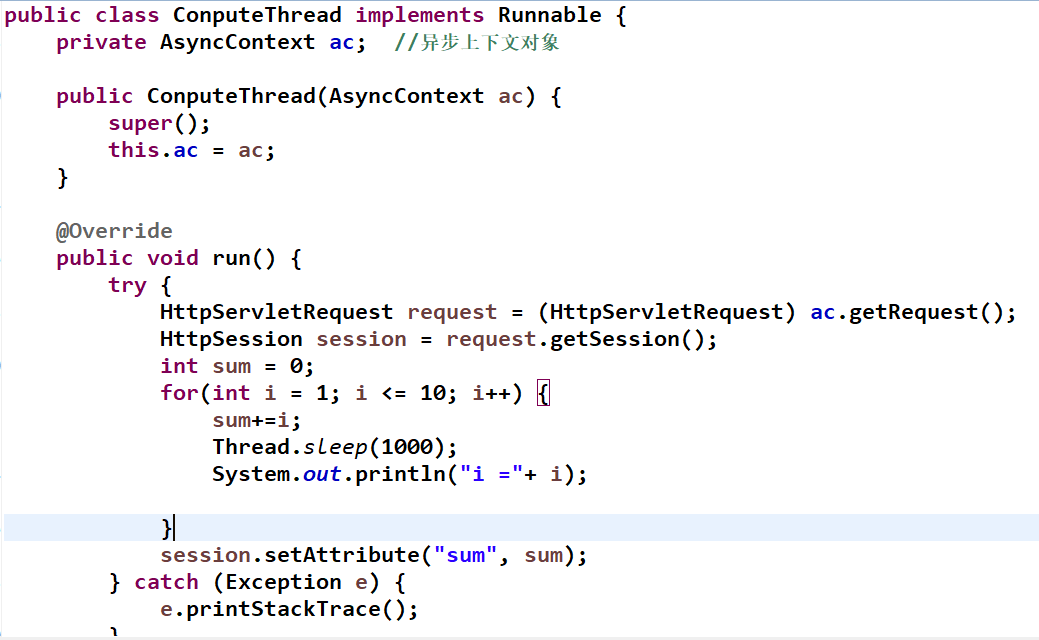 public class ConputeThread implements Runnable {
    private AsyncContext ac;  //异步上下文对象
    public ConputeThread(AsyncContext ac) {
        super();
        this.ac = ac;
    }
    @Override
    public void run() {
        try {
            HttpServletRequest request = (HttpServletRequest) ac.getRequest();
            HttpSession session = request.getSession();
            int sum = 0;
            for(int i = 1; i <= 10; i++) {
                sum+=i;
                Thread.sleep(1000);
                System.out.println("i ="+ i);
            }
            session.setAttribute("sum", sum);
        } catch (Exception e) {
            e.printStackTrace();
        }